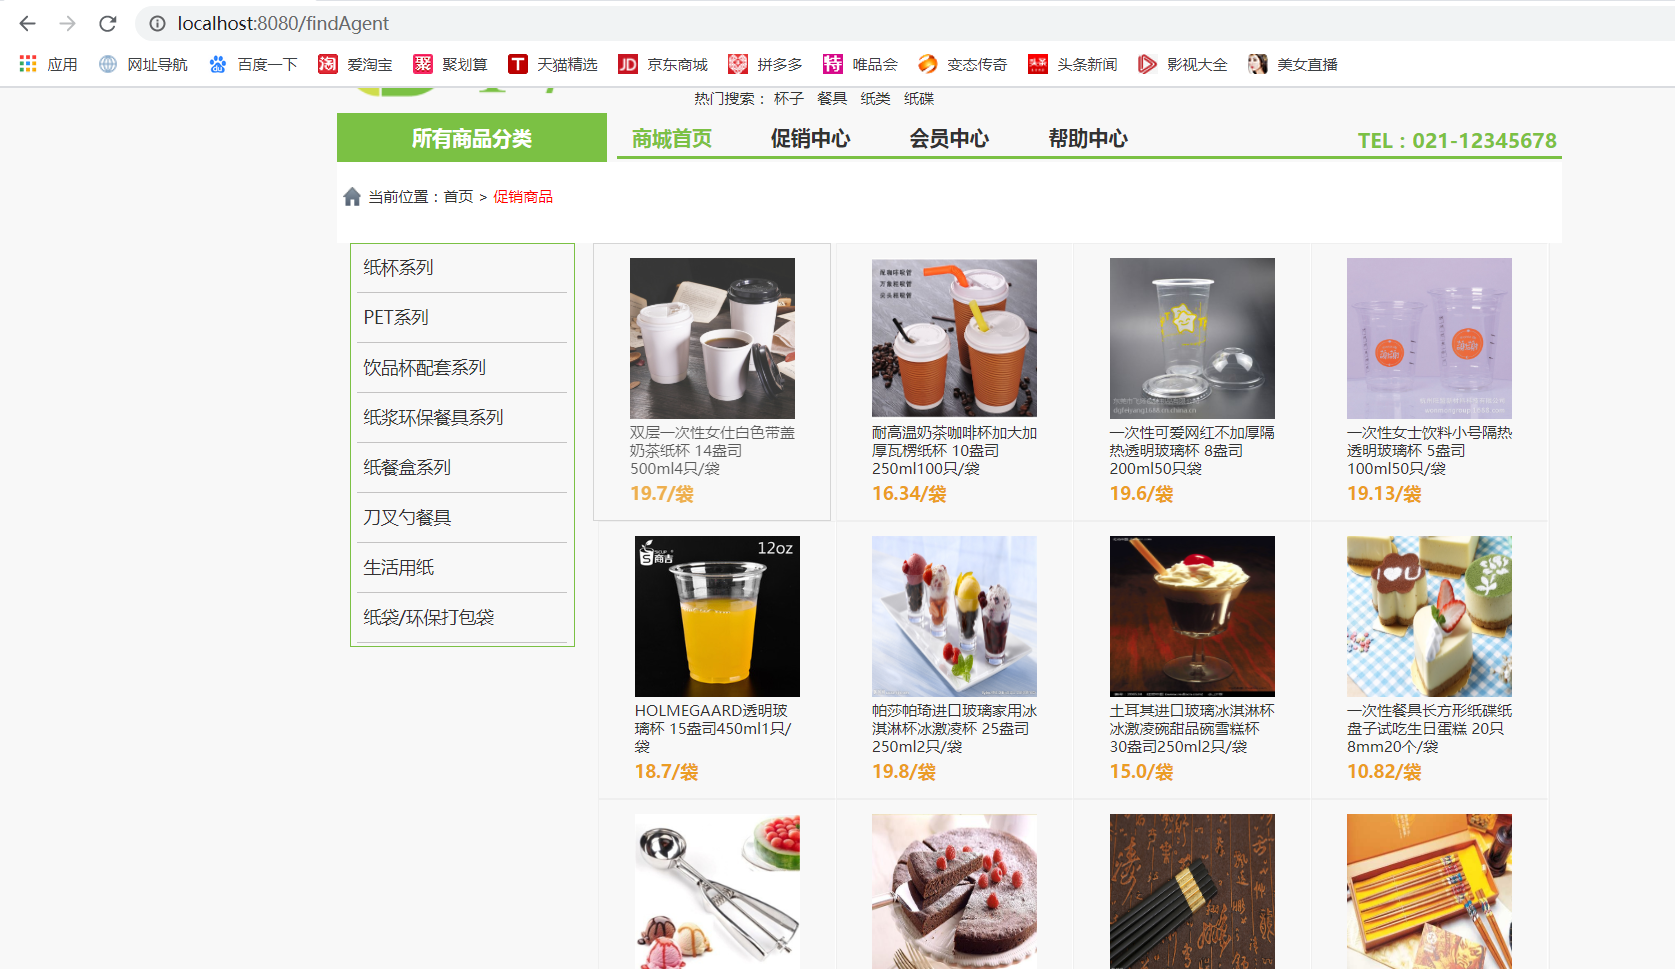 localhost:8080/findAgent
应用 网址导航 百度一下 爱淘宝 聚划算 天猫精选 京东商城 拼多多 唯品会 变态传奇 头条新闻 影视大全 美女直播
热门搜索： 杯子 餐具 纸类 纸碟
所有商品分类 商城首页 促销中心 会员中心 帮助中心 TEL : 021-12345678
当前位置：首页 > 促销商品
纸杯系列
PET系列
饮品杯配套系列
纸浆环保餐具系列
纸餐盒系列
刀叉勺餐具
生活用纸
纸袋/环保打包袋
双层一次性女仕白色带盖
奶茶纸杯 14盎司
500ml4只/袋
19.7/袋
耐高温奶茶咖啡杯加大加
厚瓦楞纸杯 10盎司
250ml100只/袋
16.34/袋
一次性可爱网红不加厚隔
热透明玻璃杯 8盎司
200ml50只袋
19.6/袋
一次性女士饮料小号隔热
透明玻璃杯 5盎司
100ml50只/袋
19.13/袋
商吉
12oz
HOLMEGAARD透明玻
璃杯 15盎司450ml1只/
袋
18.7/袋
帕莎帕琦进口玻璃家用冰
淇淋杯冰激凌杯 25盎司
250ml2只/袋
19.8/袋
土耳其进口玻璃冰淇淋杯
冰激凌碗甜品碗雪糕杯
30盎司250ml2只/袋
15.0/袋
I♥U
一次性餐具长方形纸碟纸
盘子试吃生日蛋糕 20只
8mm20个/袋
10.82/袋